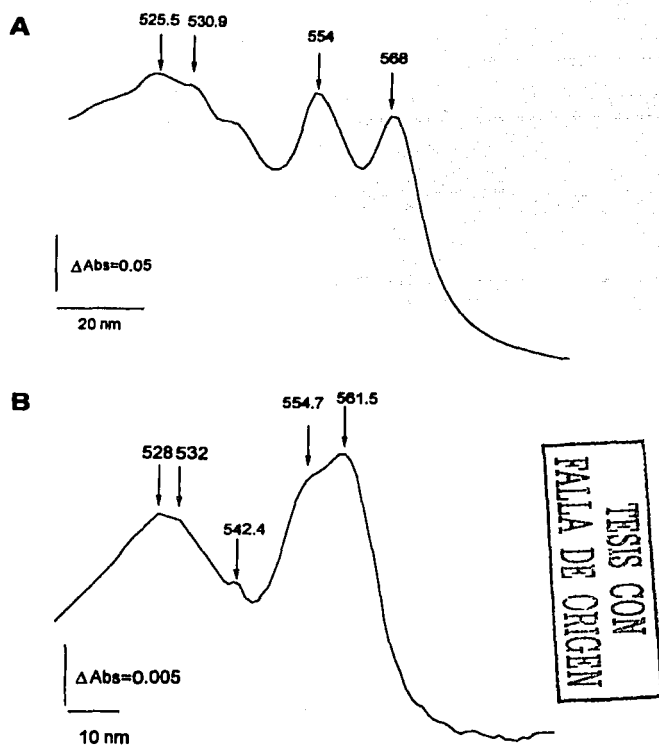 A
525.5 530.9
554
568
ΔAbs=0.05
20 nm
B
528 532
542.4
554.7 561.5
ΔAbs=0.005
10 nm
TESIS CON
FALLA DE ORIGEN